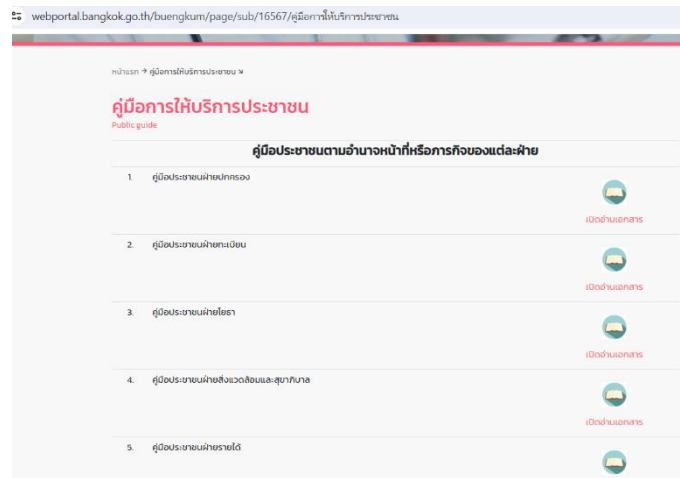 webportal.bangkok.go.th/buengkum/page/sub/16567/คู่มือการให้บริการประชาชน
หน้าแรก → คู่มือการให้บริการประชาชน
คู่มือการให้บริการประชาชน
Public guide
คู่มือประชาชนตามอำนาจหน้าที่หรือภารกิจของแต่ละฝ่าย
1. คู่มือประชาชนฝ่ายปกครอง
เปิดอ่านเอกสาร
2. คู่มือประชาชนฝ่ายทะเบียน
เปิดอ่านเอกสาร
3. คู่มือประชาชนฝ่ายโยธา
เปิดอ่านเอกสาร
4. คู่มือประชาชนฝ่ายสิ่งแวดล้อมและสุขาภิบาล
เปิดอ่านเอกสาร
5. คู่มือประชาชนฝ่ายรายได้